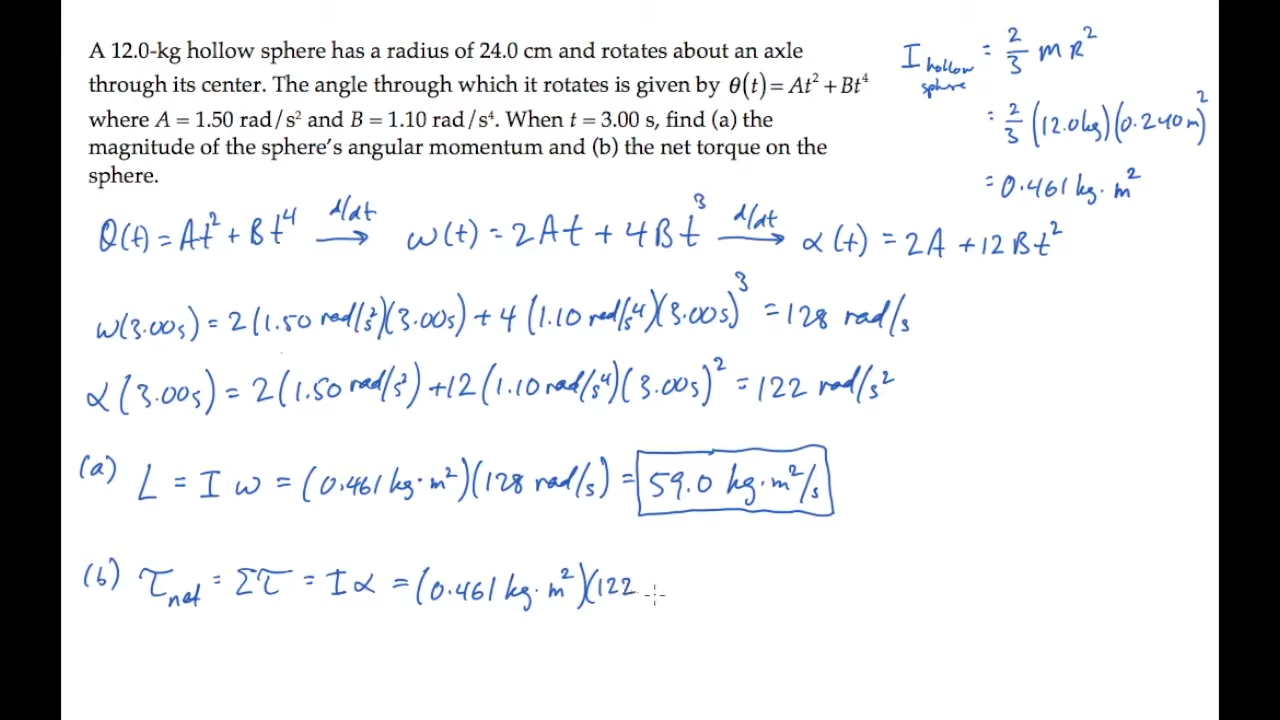 A 12.0-kg hollow sphere has a radius of 24.0 cm and rotates about an axle
through its center. The angle through which it rotates is given by θ(t) = At² + Bt⁴
where A = 1.50 rad/s² and B = 1.10 rad/s⁴. When t = 3.00 s, find (a) the
magnitude of the sphere's angular momentum and (b) the net torque on the
sphere.
I hollow sphere = 2/3 m R²
= 2/3 (12.0 kg)(0.240 m)²
= 0.461 kg · m²
θ(t) = At² + Bt⁴ d/dt → ω(t) = 2At + 4Bt³ d/dt → α(t) = 2A + 12Bt²
ω(3.00s) = 2(1.50 rad/s²)(3.00s) + 4(1.10 rad/s⁴)(3.00s)³ = 128 rad/s
α(3.00s) = 2(1.50 rad/s²) + 12(1.10 rad/s⁴)(3.00s)² = 122 rad/s²
(a) L = I ω = (0.461 kg · m²)(128 rad/s) = 59.0 kg · m²/s
(b) τnet = Στ = Iα = (0.461 kg · m²)(122